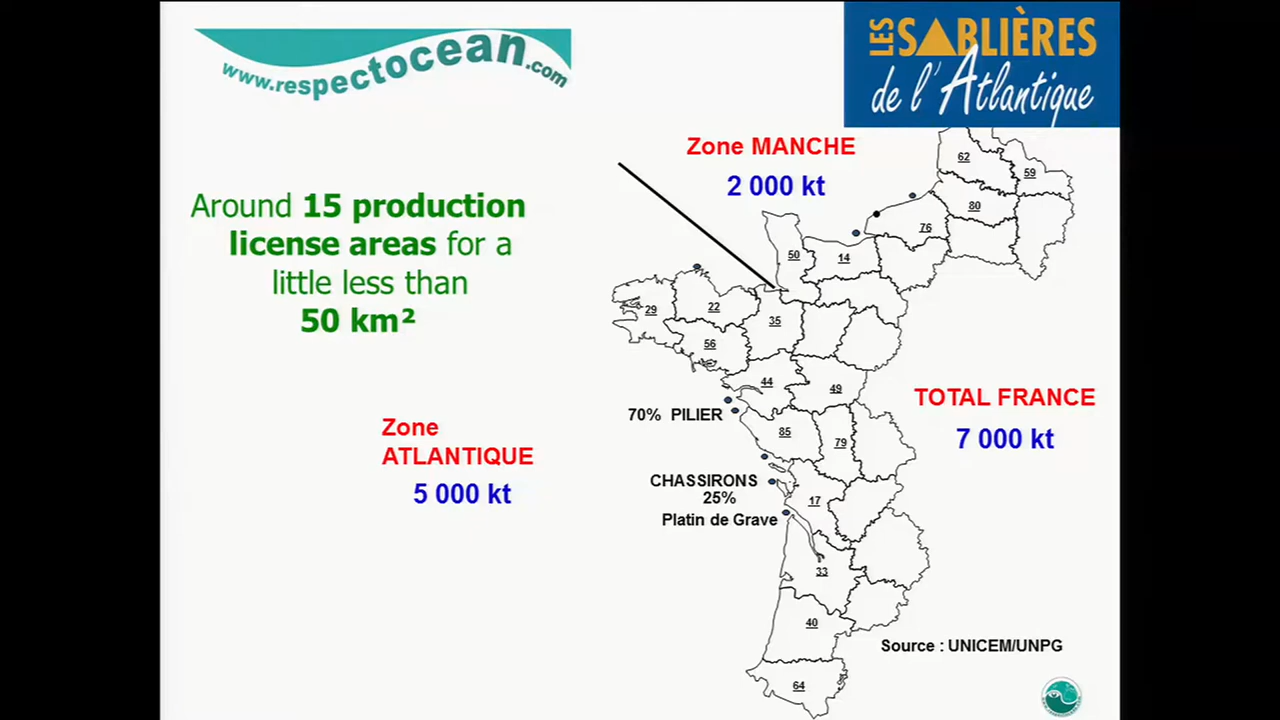 www.respectocean.com
LES SABLIÈRES
de l'Atlantique
Zone MANCHE
2 000 kt
Around 15 production
license areas for a
little less than
50 km²
62
59
80
76
50
14
29
22
35
56
44
49
70% PILIER
TOTAL FRANCE
7 000 kt
Zone
ATLANTIQUE
5 000 kt
85
79
CHASSIRONS
25%
17
Platin de Grave
33
40
Source : UNICEM/UNPG
64